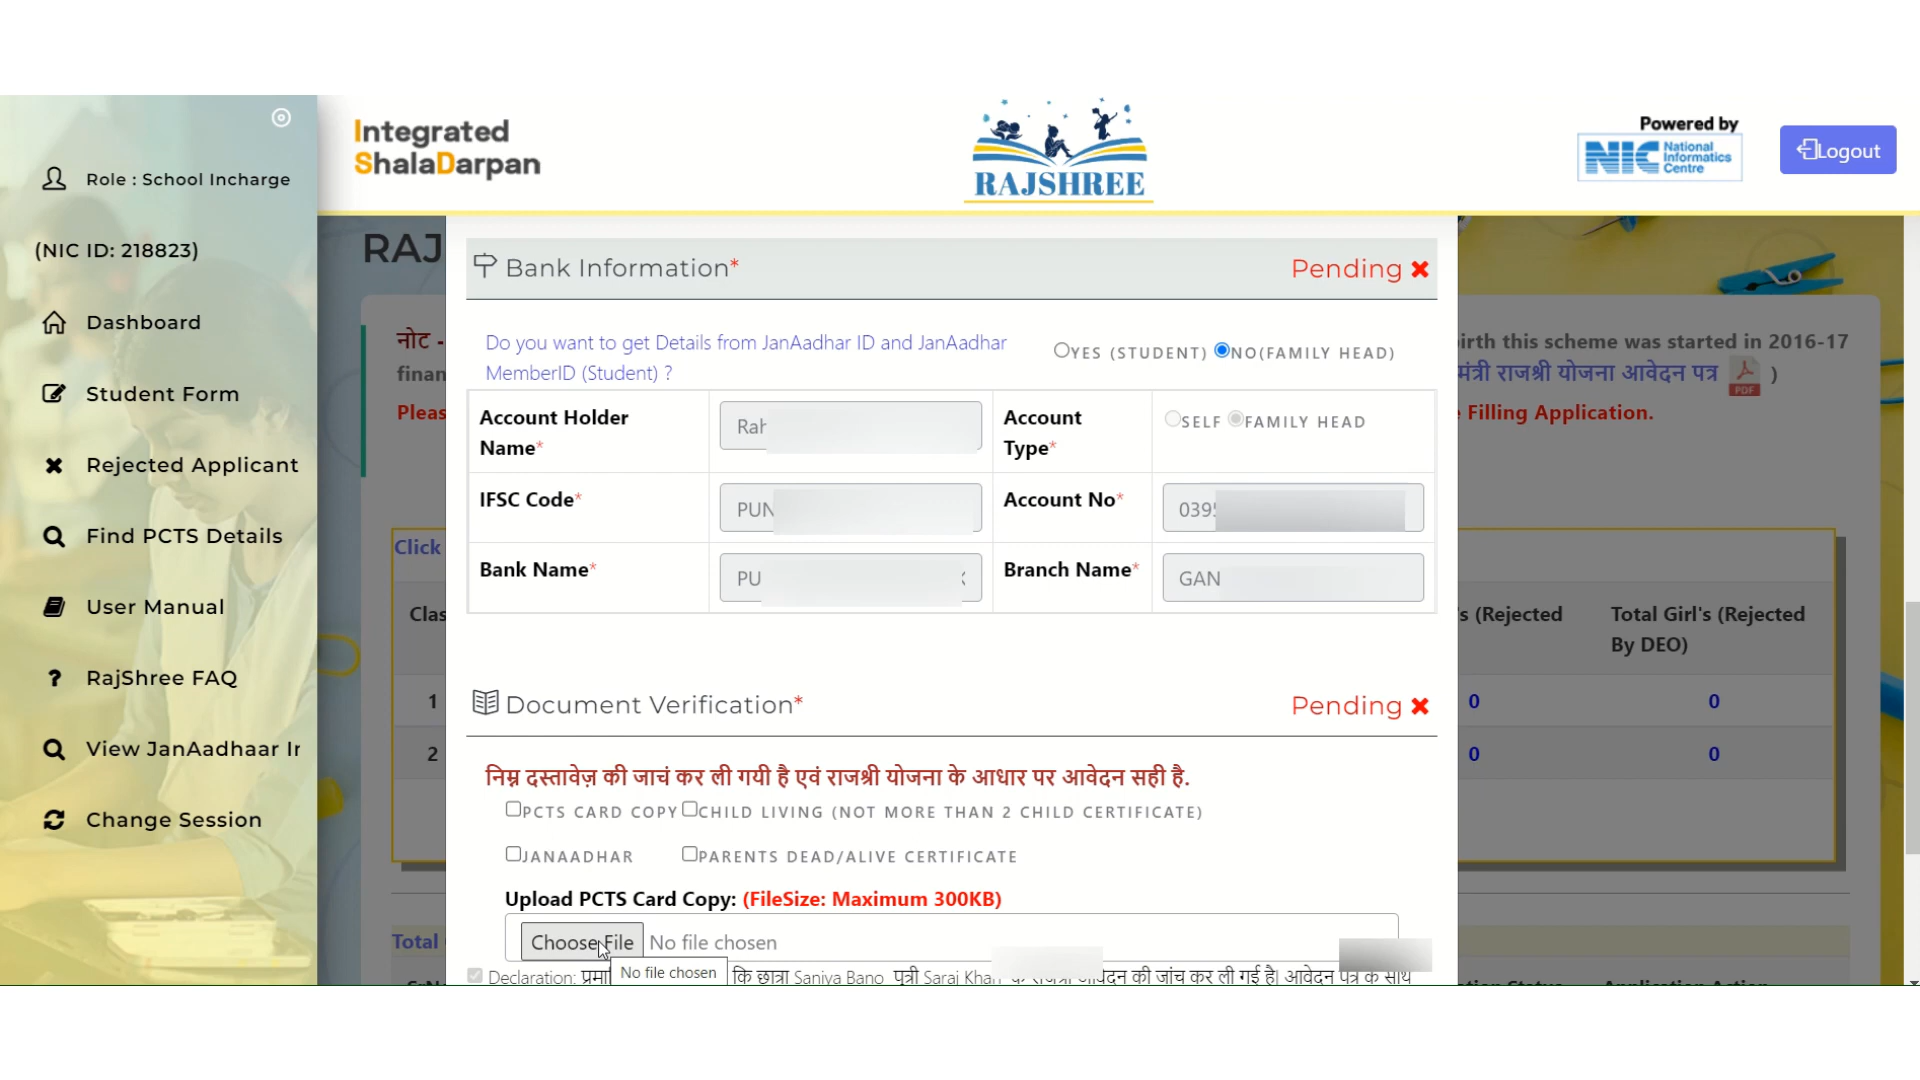 Integrated
ShalaDarpan
RAJSHREE
Powered by
NIC National Informatics Centre
Logout
Role : School Incharge
(NIC ID: 218823)
Dashboard
Student Form
Rejected Applicant
Find PCTS Details
User Manual
RajShree FAQ
View JanAadhaar Ir
Change Session
RAJ
नोट -
finan
Pleas
Click
Clas
1
2
Total
Bank Information*
Pending
Do you want to get Details from JanAadhar ID and JanAadhar
MemberID (Student) ?
YES (STUDENT) NO(FAMILY HEAD)
Account Holder
Name*
Rah
Account
Type*
SELF FAMILY HEAD
IFSC Code*
PUN
Account No*
0395
Bank Name*
PU
Branch Name*
GAN
Document Verification*
Pending
निम्न दस्तावेज़ की जाचं कर ली गयी है एवं राजश्री योजना के आधार पर आवेदन सही है.
PCTS CARD COPY CHILD LIVING (NOT MORE THAN 2 CHILD CERTIFICATE)
JANAADHAR PARENTS DEAD/ALIVE CERTIFICATE
Upload PCTS Card Copy: (FileSize: Maximum 300KB)
Choose File No file chosen
No file chosen
Declaration: कि छात्रा Saniya Bano पुत्री Saraj Khan आवेदन की जांच कर ली गई है। आवेदन पत्र के साथ
irth this scheme was started in 2016-17
मंत्री राजश्री योजना आवेदन पत्र PDF )
Filling Application.
's (Rejected
Total Girl's (Rejected
By DEO)
0 0
0 0